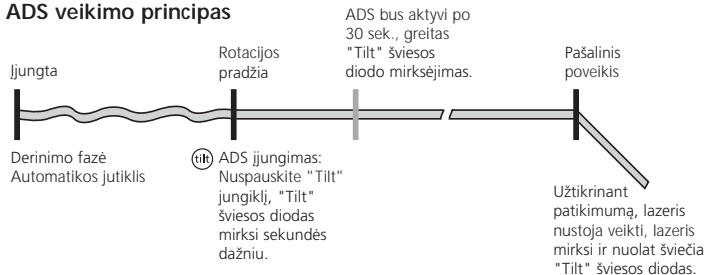 ADS veikimo principas
Įjungta
Rotacijos
pradžia
ADS bus aktyvi po
30 sek., greitas
"Tilt" šviesos
diodo mirksėjimas.
Pašalinis
poveikis
Derinimo fazė
Automatikos jutiklis
tilt
ADS įjungimas:
Nuspauskite "Tilt"
jungiklį, "Tilt"
šviesos diodas
mirksi sekundės
dažniu.
Užtikrinant
patikimumą, lazeris
nustoja veikti, lazeris
mirksi ir nuolat šviečia
"Tilt" šviesos diodas.